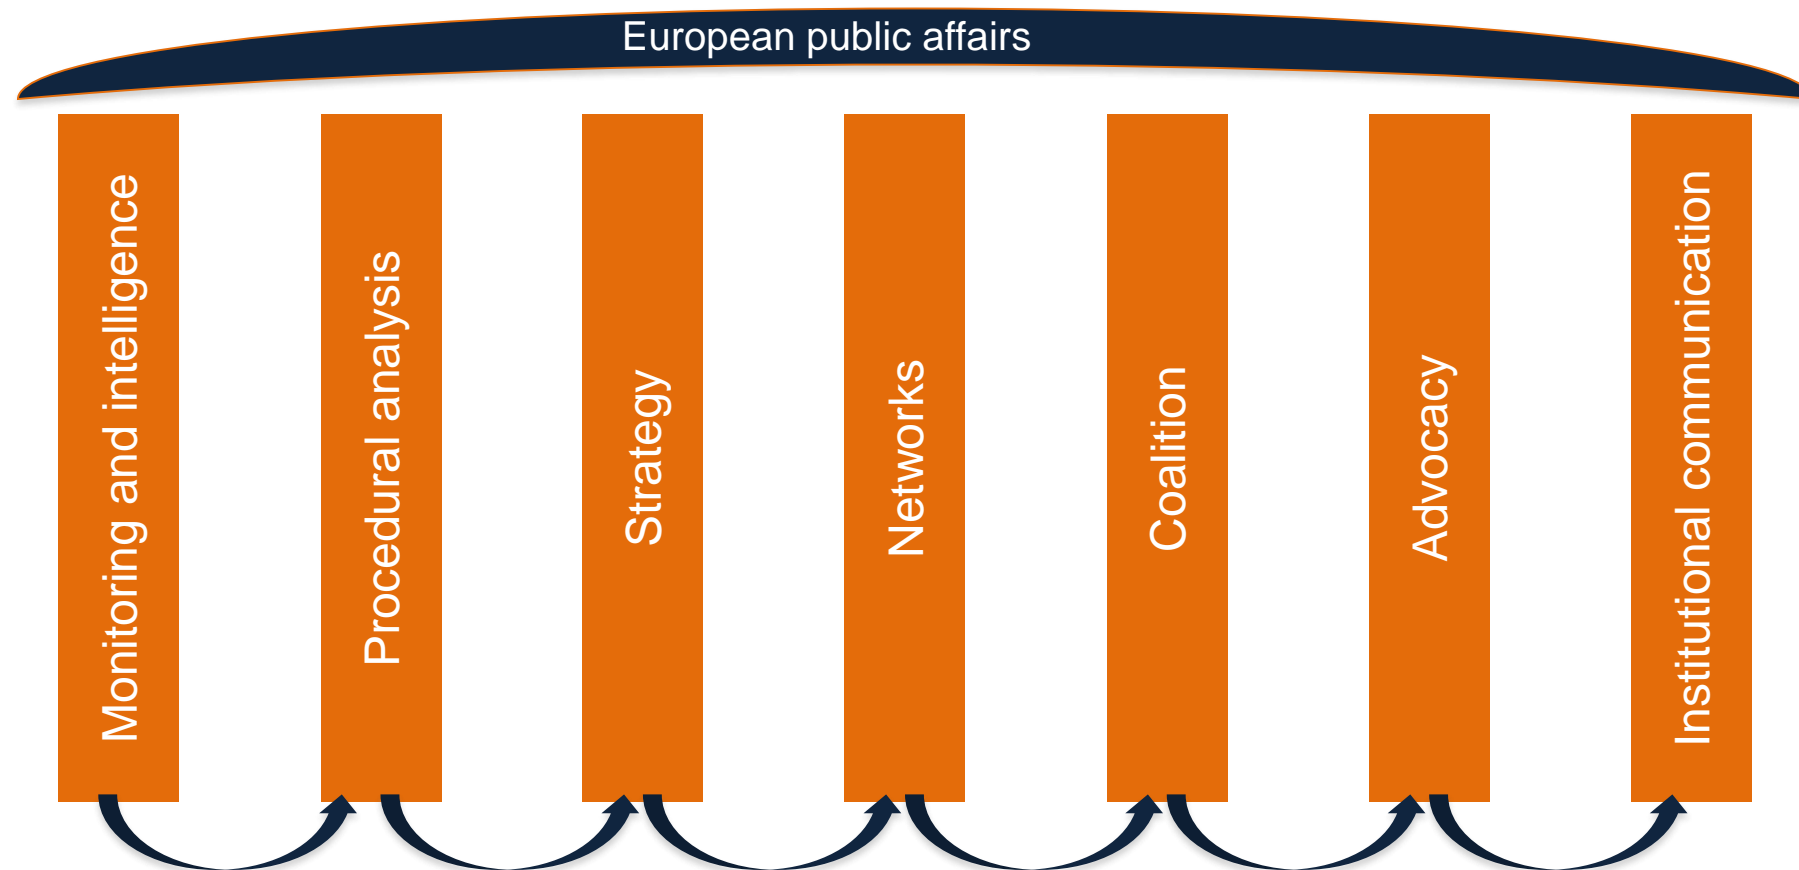 European public affairs
Monitoring and intelligence
Procedural analysis
Strategy
Networks
Coalition
Advocacy
Institutional communication